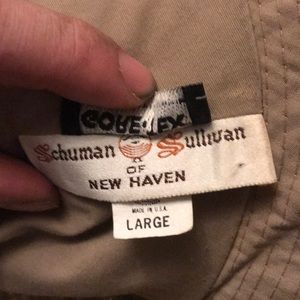 GORE-TEX
Schuman Sullivan
OF
NEW HAVEN
MADE IN U.S.A.
LARGE